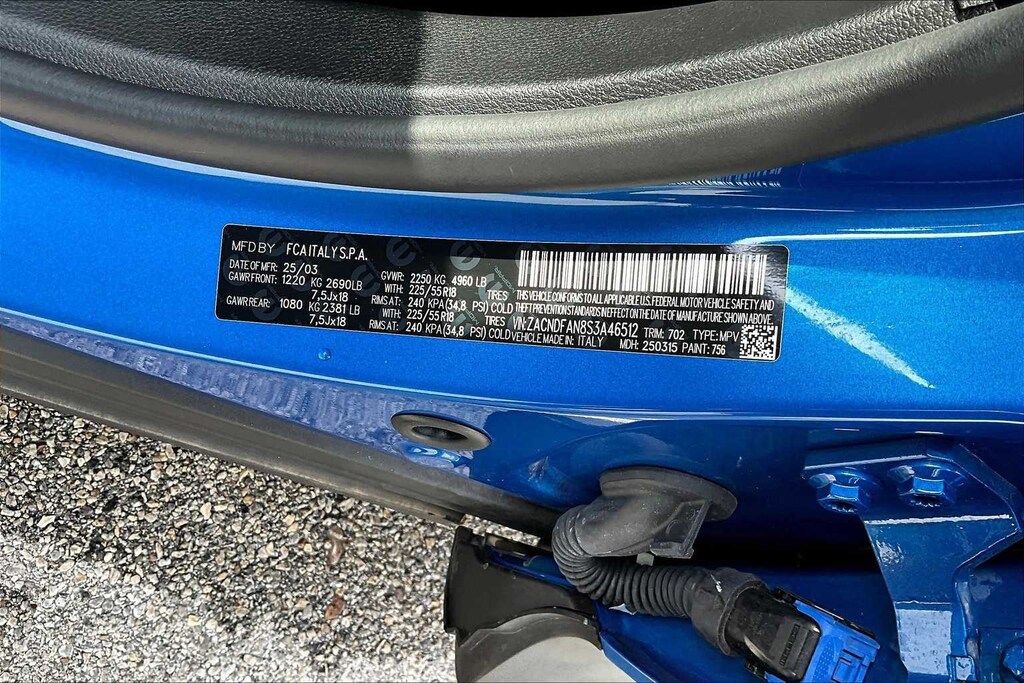 MFD BY FCA ITALY S.P.A.
DATE OF MFR: 25/03 GVWR: 2250 KG 4960 LB
GAWR FRONT: 1220 KG 2690LB WITH: 225/55R18 TIRES
7,5Jx18 RIMS AT: 240 KPA (34,8 PSI) COLD
GAWR REAR: 1080 KG 2381 LB WITH: 225/55R18 TIRES
7,5Jx18 RIMS AT: 240 KPA (34,8 PSI) COLD
THIS VEHICLE CONFORMS TO ALL APPLICABLE U.S. FEDERAL MOTOR VEHICLE SAFETY AND
THEFT PREVENTION STANDARDS IN EFFECT ON THE DATE OF MANUFACTURE SHOWN ABOVE
VIN: ZACNDFAN8S3A46512 TRIM: 702 TYPE: MPV
VEHICLE MADE IN: ITALY MDH: 250315 PAINT: 756